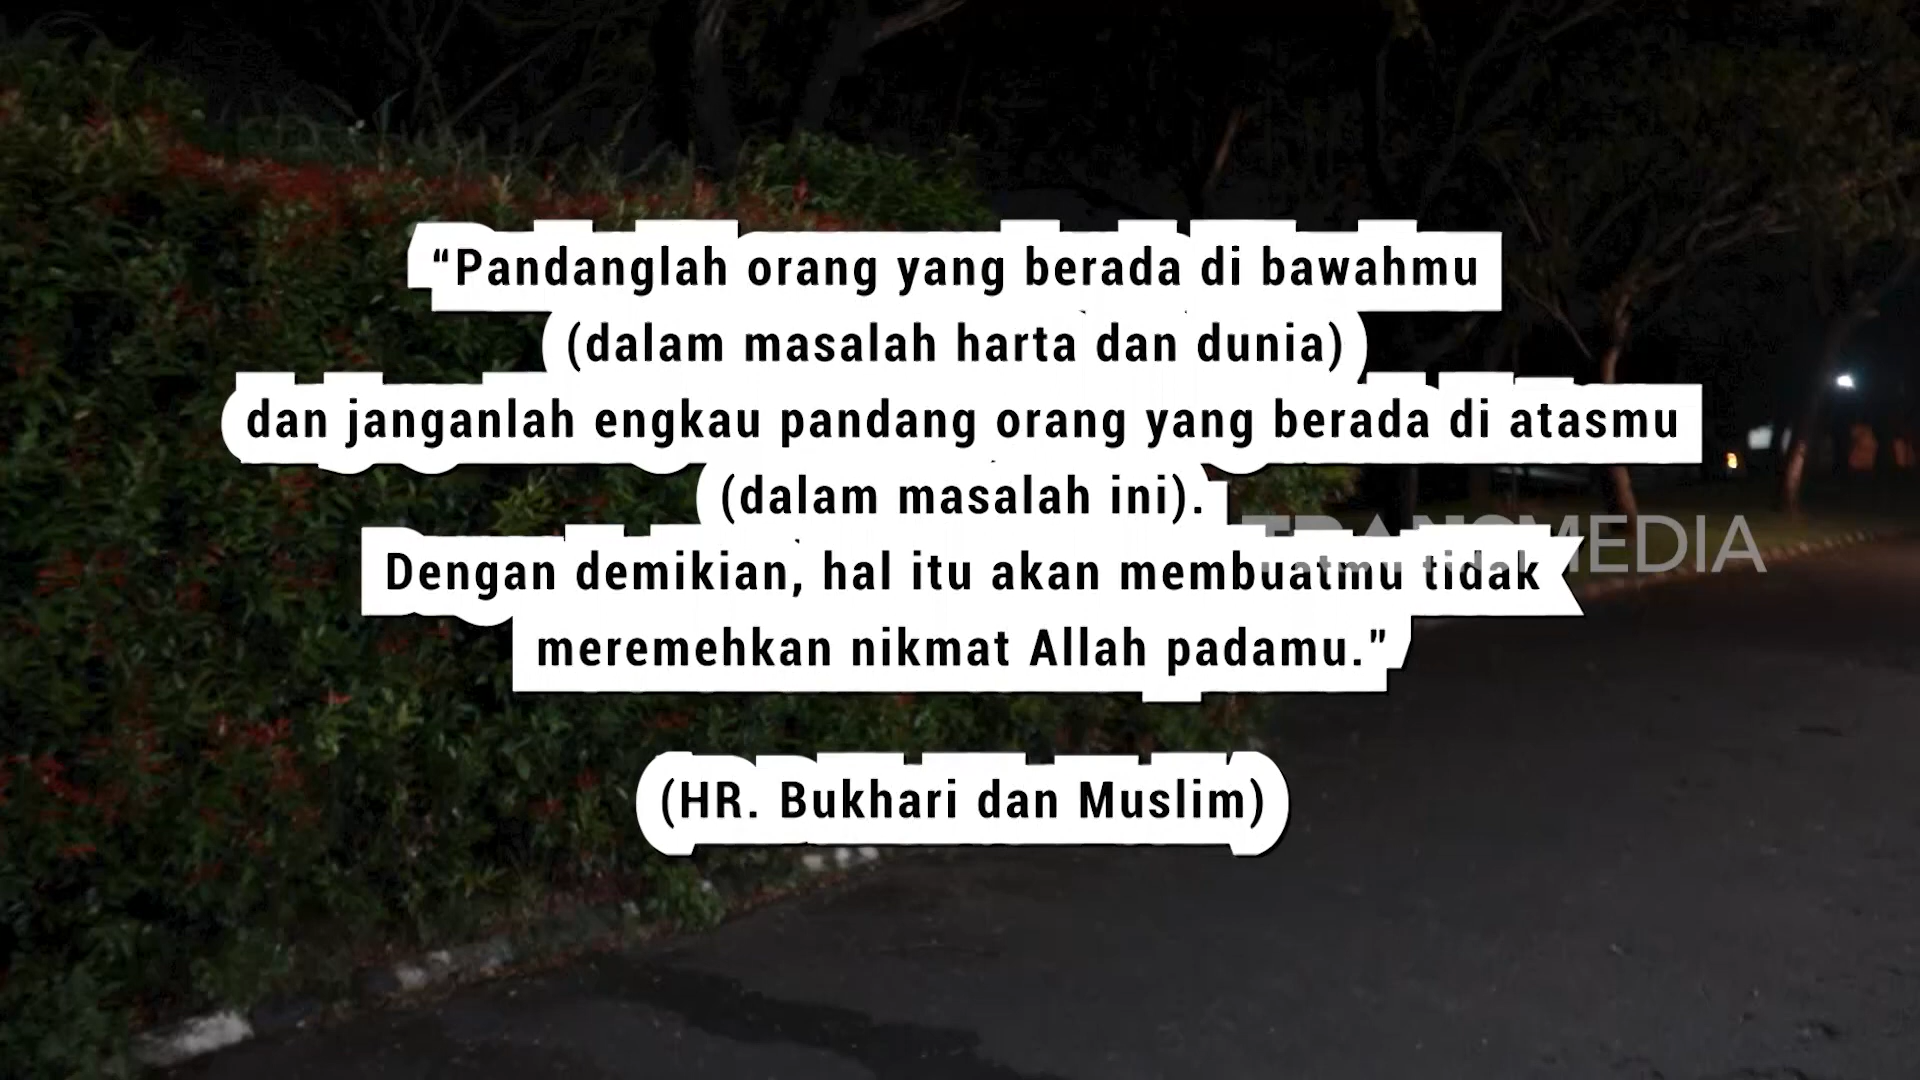 “Pandanglah orang yang berada di bawahmu
(dalam masalah harta dan dunia)
dan janganlah engkau pandang orang yang berada di atasmu
(dalam masalah ini).
TRANSMEDIA
Dengan demikian, hal itu akan membuatmu tidak
meremehkan nikmat Allah padamu.”
(HR. Bukhari dan Muslim)